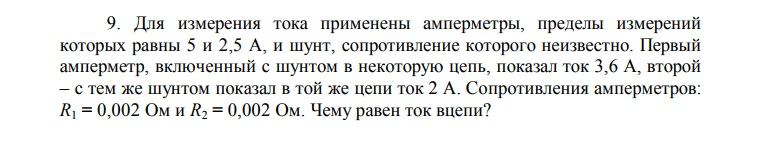 9. Для измерения тока применены амперметры, пределы измерений
которых равны 5 и 2,5 А, и шунт, сопротивление которого неизвестно. Первый
амперметр, включенный с шунтом в некоторую цепь, показал ток 3,6 А, второй
– с тем же шунтом показал в той же цепи ток 2 А. Сопротивления амперметров:
R₁ = 0,002 Ом и R₂ = 0,002 Ом. Чему равен ток вцепи?